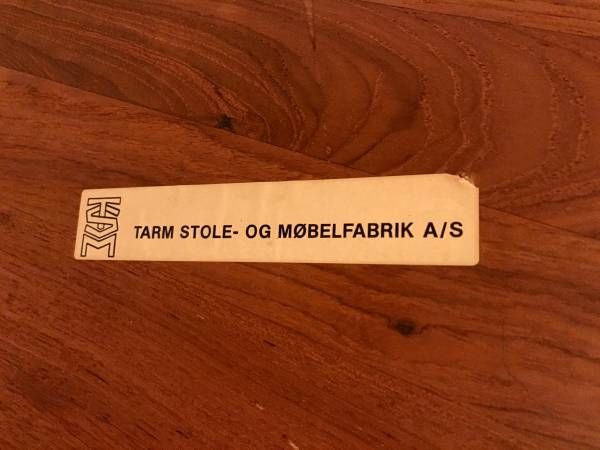 TARM STOLE- OG MØBELFABRIK A/S